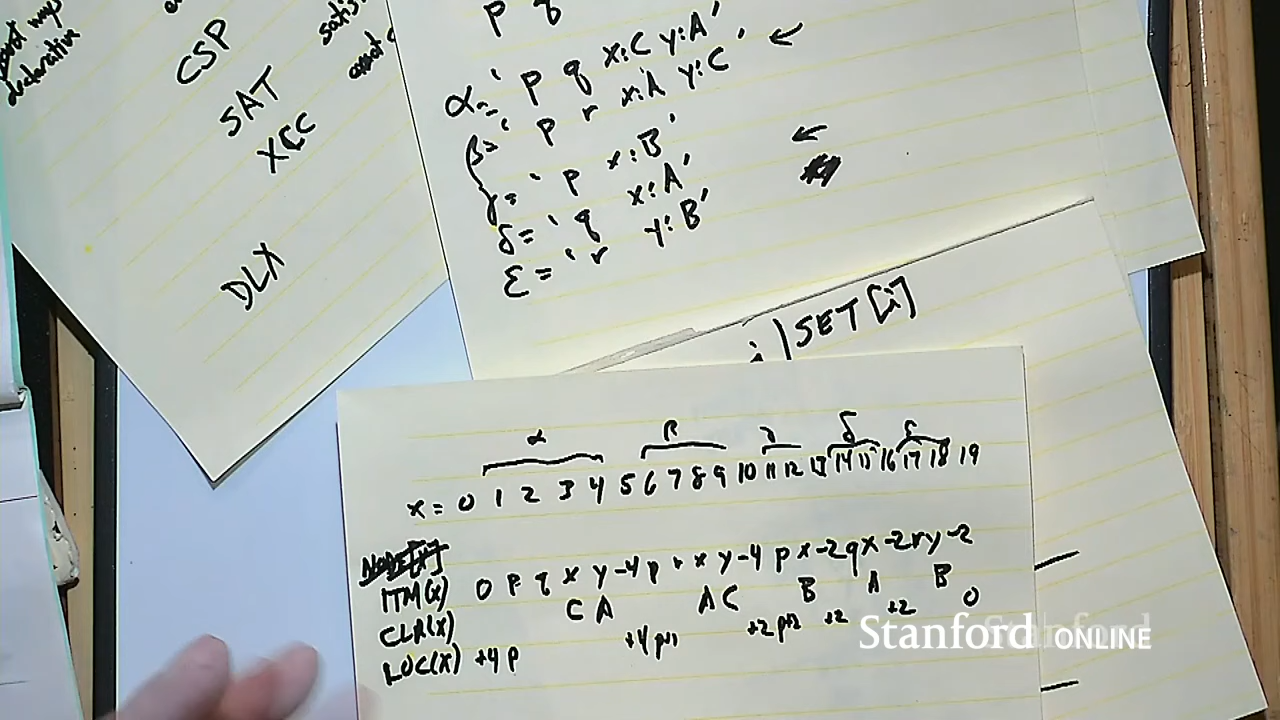 declarative
CSP
SAT
XCC
DLX
p q
α = ' p q x:C y:A '
β = ' p r x:A y:C '
γ = ' p x:B '
δ = ' q x:A '
ε = ' r y:B '
i | SET[i]
α β γ δ ε
x = 0 1 2 3 4 5 6 7 8 9 10 11 12 13 14 15 16 17 18 19
ITM(x) 0 p q x y -4 p r x y -4 p x -2 q x -2 r y -2
CLR(x) C A A C B A B
LOC(x) +4 p +4 p+1 +2 p+2 +2 +2 0
Stanford ONLINE